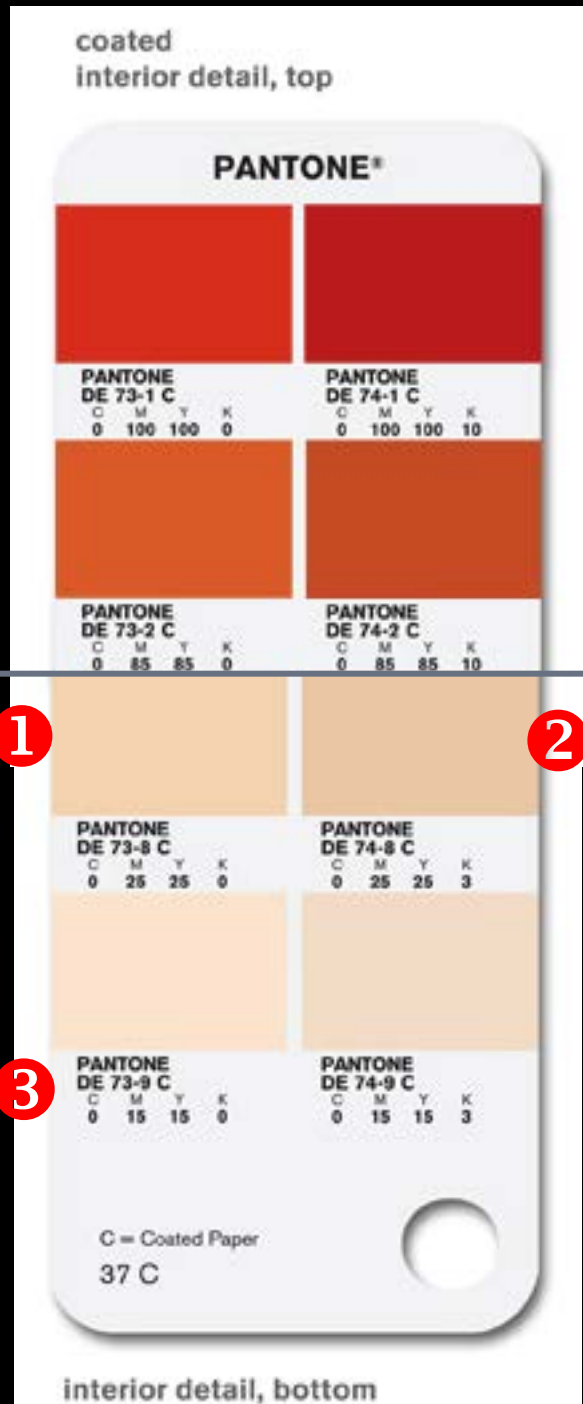 coated
interior detail, top
PANTONE®
PANTONE PANTONE
DE 73-1 C DE 74-1 C
C M Y K C M Y K
0 100 100 0 0 100 100 10
PANTONE PANTONE
DE 73-2 C DE 74-2 C
C M Y K C M Y K
0 85 85 0 0 85 85 10
1 2
PANTONE PANTONE
DE 73-8 C DE 74-8 C
C M Y K C M Y K
0 25 25 0 0 25 25 3
PANTONE PANTONE
3 DE 73-9 C DE 74-9 C
C M Y K C M Y K
0 15 15 0 0 15 15 3
C = Coated Paper
37 C
interior detail, bottom